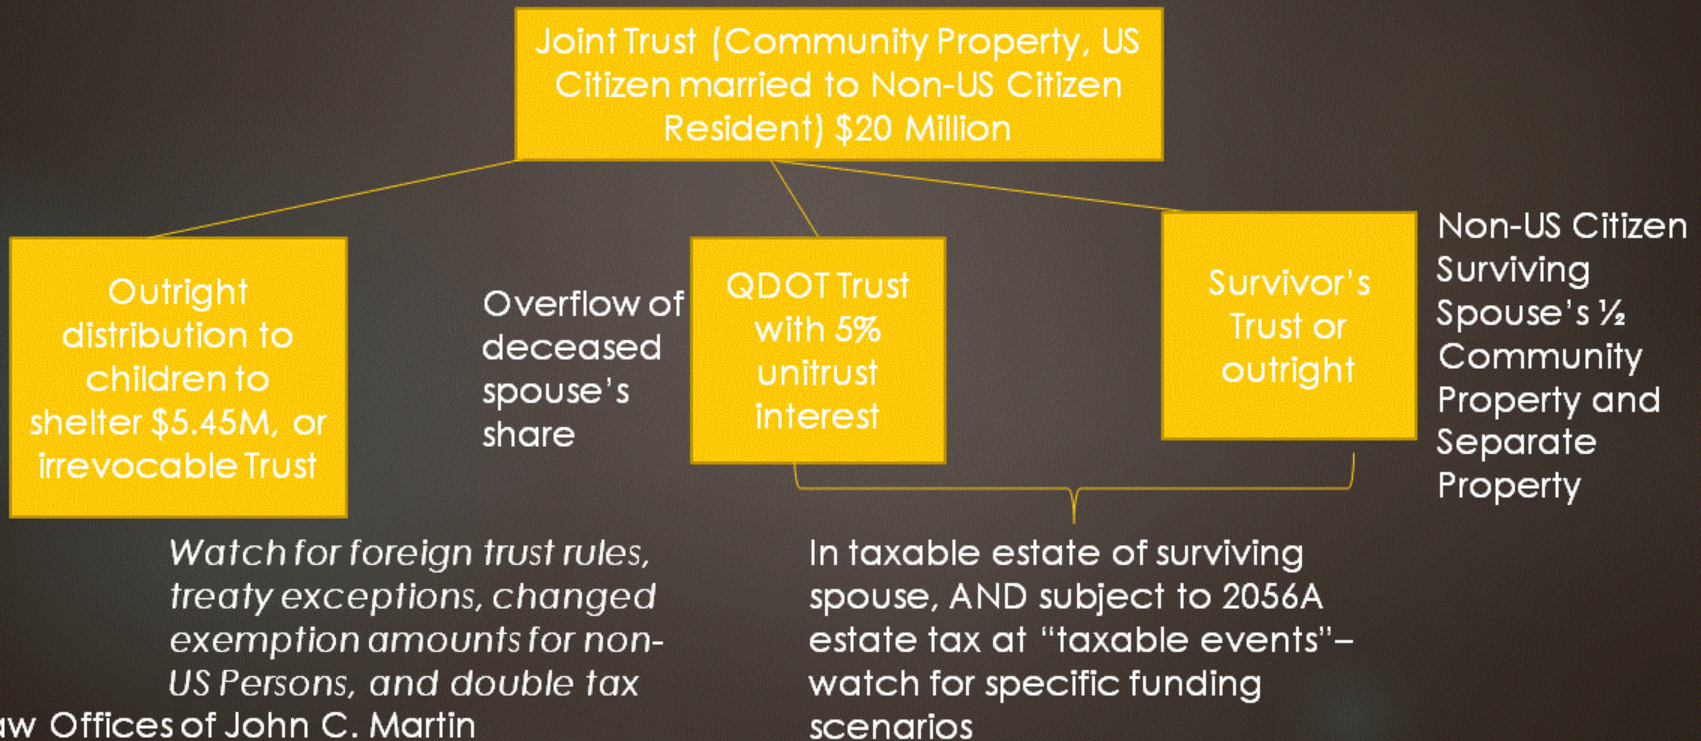 Joint Trust (Community Property, US
Citizen married to Non-US Citizen
Resident) $20 Million
Outright
distribution to
children to
shelter $5.45M, or
irrevocable Trust
Overflow of
deceased
spouse's
share
QDOT Trust
with 5%
unitrust
interest
Survivor's
Trust or
outright
Non-US Citizen
Surviving
Spouse's ½
Community
Property and
Separate
Property
Watch for foreign trust rules,
treaty exceptions, changed
exemption amounts for non-
US Persons, and double tax
In taxable estate of surviving
spouse, AND subject to 2056A
estate tax at “taxable events”–
watch for specific funding
scenarios
aw Offices of John C. Martin